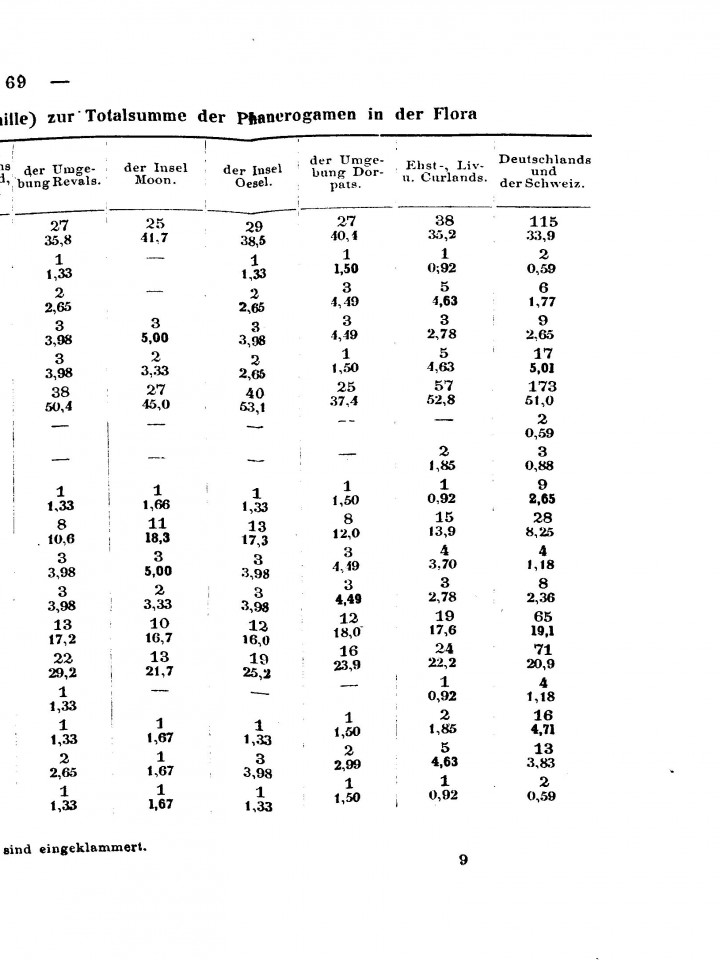 69 —
ille) zur Totalsumme der Phanerogamen in der Flora
der Umge- bung Revals. der Insel Moon. der Insel Oesel. der Umge- bung Dor- pats. Ehst-, Liv- u. Curlands. Deutschlands und der Schweiz.
27 25 29 27 38 115
35,8 41,7 38,5 40,4 35,2 33,9
1 — 1 1 1 2
1,33 1,33 1,50 0;92 0,59
2 — 2 3 5 6
2,65 2,65 4,49 4,63 1,77
3 3 3 3 3 9
3,98 5,00 3,98 4,49 2,78 2,65
3 2 2 1 5 17
3,98 3,33 2,65 1,50 4,63 5,01
38 27 40 25 57 173
50,4 45,0 53,1 37,4 52,8 51,0
— — — — — 2
0,59
— — — — 2 3
1,85 0,88
1 1 1 1 1 9
1,33 1,66 1,33 1,50 0,92 2,65
8 11 13 8 15 28
10,6 18,3 17,3 12,0 13,9 8,25
3 3 3 3 4 4
3,98 5,00 3,98 4,49 3,70 1,18
3 2 3 3 3 8
3,98 3,33 3,98 4,49 2,78 2,36
13 10 12 12 19 65
17,2 16,7 16,0 18,0 17,6 19,1
22 13 19 16 24 71
29,2 21,7 25,2 23,9 22,2 20,9
1 — — — 1 4
1,33 0,92 1,18
1 1 1 1 2 16
1,33 1,67 1,33 1,50 1,85 4,71
2 1 3 2 5 13
2,65 1,67 3,98 2,99 4,63 3,83
1 1 1 1 1 2
1,33 1,67 1,33 1,50 0,92 0,59
sind eingeklammert.
9